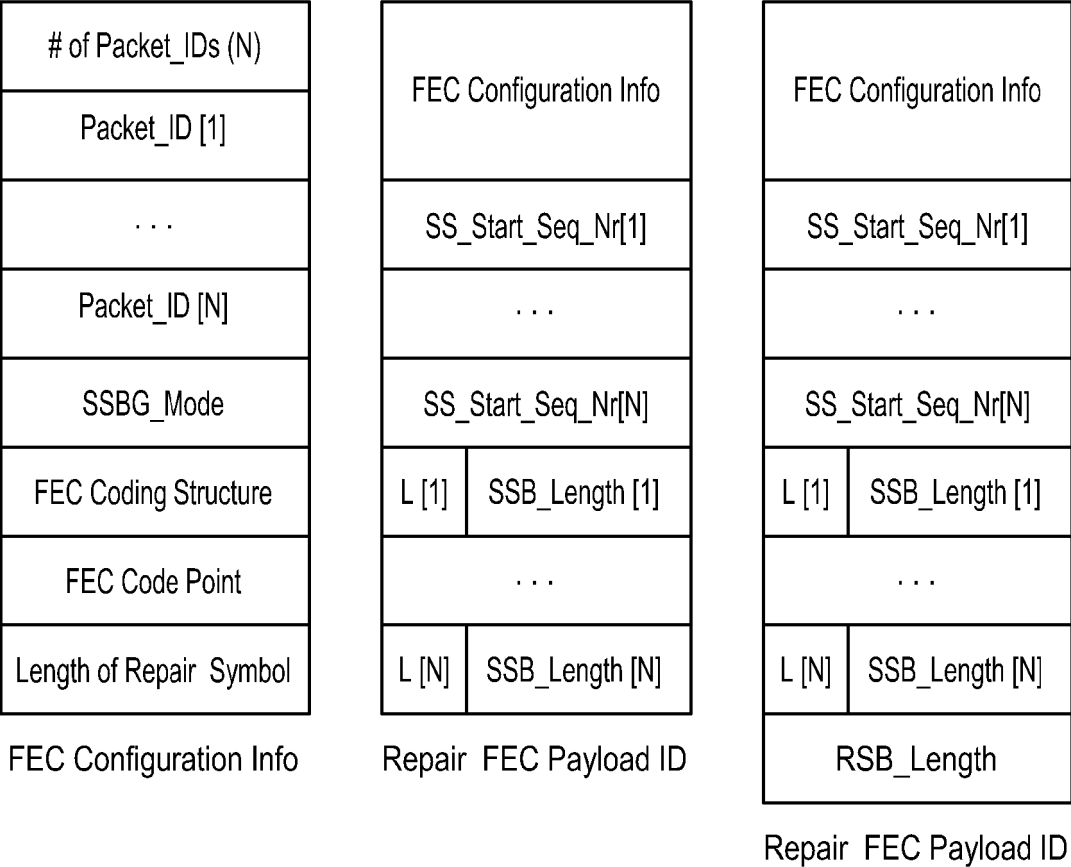 # of Packet_IDs (N)
Packet_ID [1]
. . .
Packet_ID [N]
SSBG_Mode
FEC Coding Structure
FEC Code Point
Length of Repair Symbol
FEC Configuration Info
FEC Configuration Info
SS_Start_Seq_Nr[1]
. . .
SS_Start_Seq_Nr[N]
L [1] SSB_Length [1]
. . .
L [N] SSB_Length [N]
Repair FEC Payload ID
FEC Configuration Info
SS_Start_Seq_Nr[1]
. . .
SS_Start_Seq_Nr[N]
L [1] SSB_Length [1]
. . .
L [N] SSB_Length [N]
RSB_Length
Repair FEC Payload ID